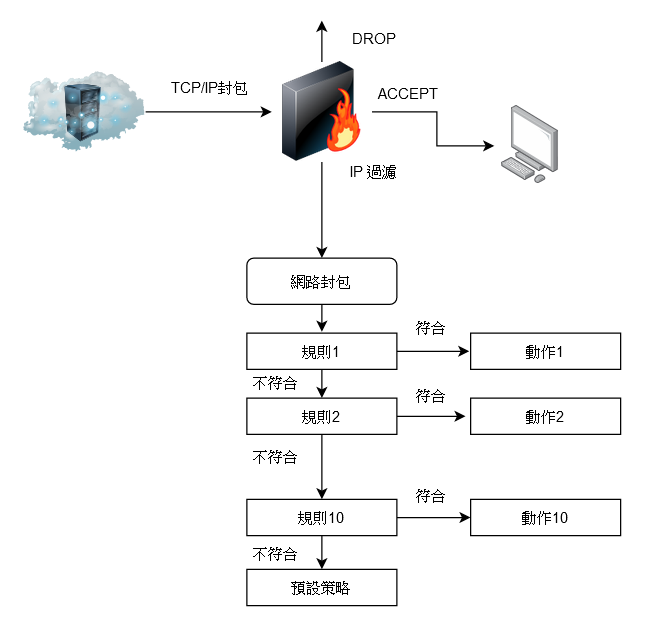 DROP
TCP/IP封包
ACCEPT
IP 過濾
網路封包
規則1
符合
動作1
不符合
規則2
符合
動作2
不符合
規則10
符合
動作10
不符合
預設策略